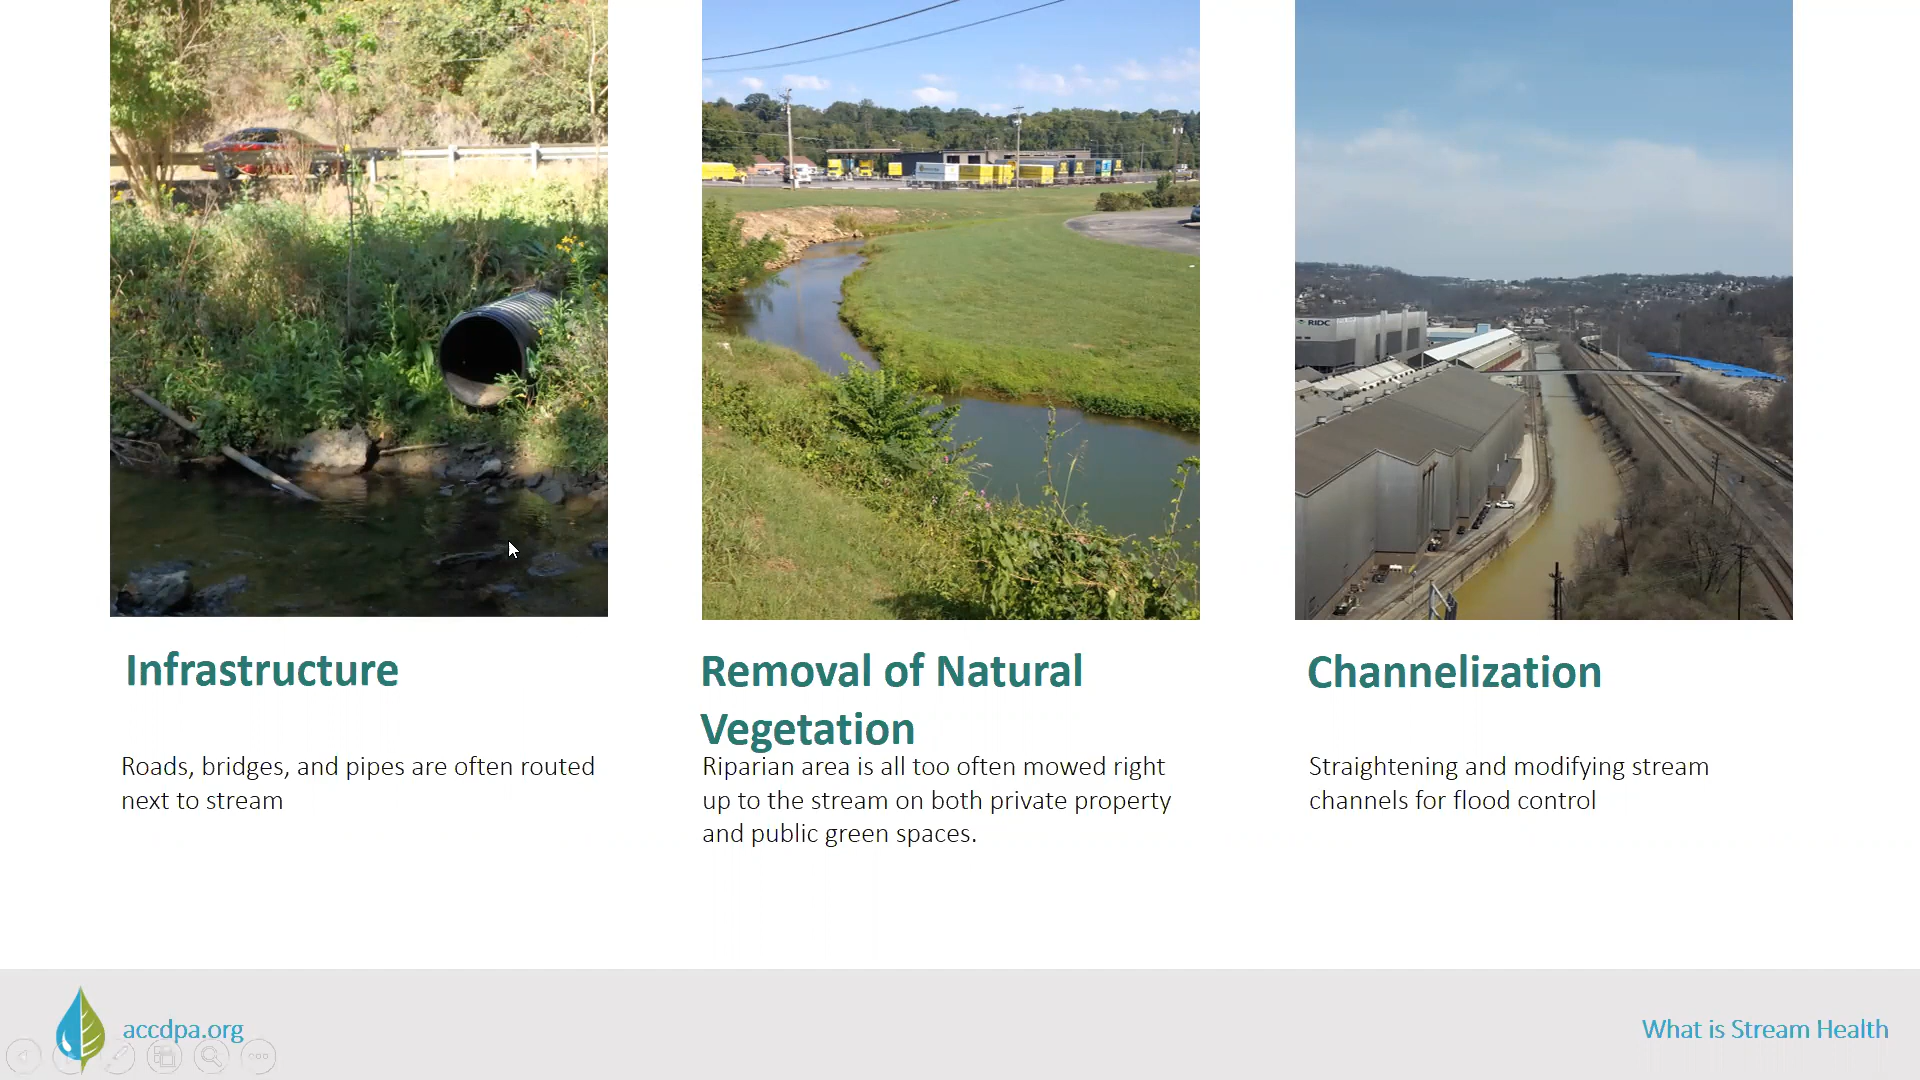 RIDC
Infrastructure
Roads, bridges, and pipes are often routed
next to stream
Removal of Natural
Vegetation
Riparian area is all too often mowed right
up to the stream on both private property
and public green spaces.
Channelization
Straightening and modifying stream
channels for flood control
accdpa.org
What is Stream Health